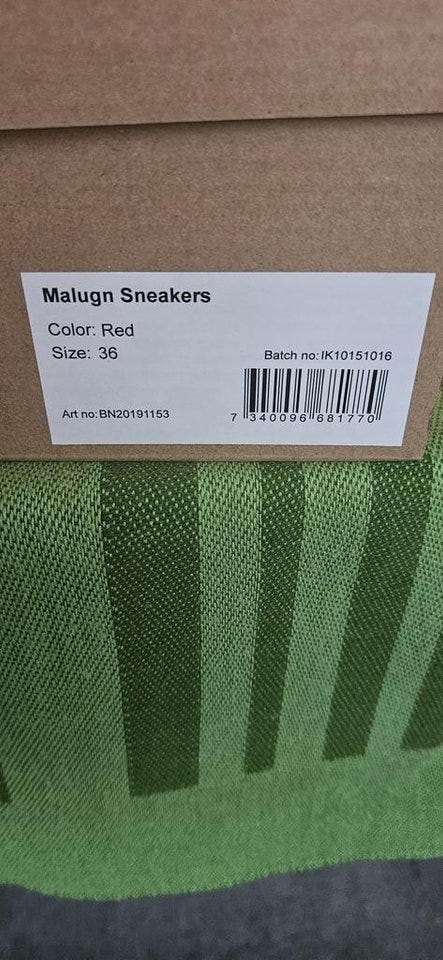 Malugn Sneakers
Color: Red
Size: 36
Batch no: IK10151016
Art no: BN20191153
7 340096 681770